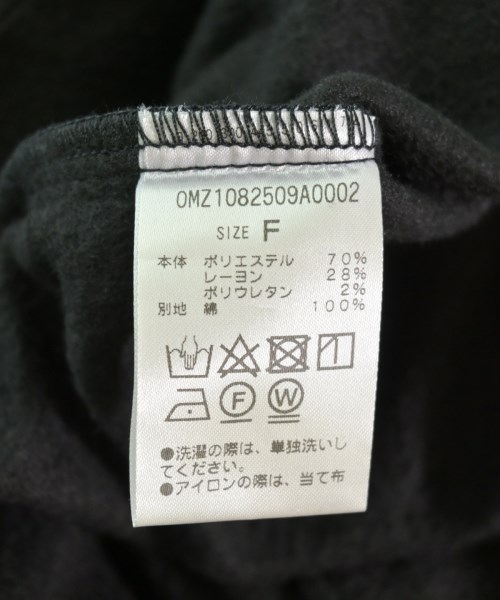 OMZ1082509A0002
SIZE F
本体 ポリエステル 70%
レーヨン 28%
ポリウレタン 2%
別地 綿 100%
F W
●洗濯の際は、単独洗いし
てください。
●アイロンの際は、当て布